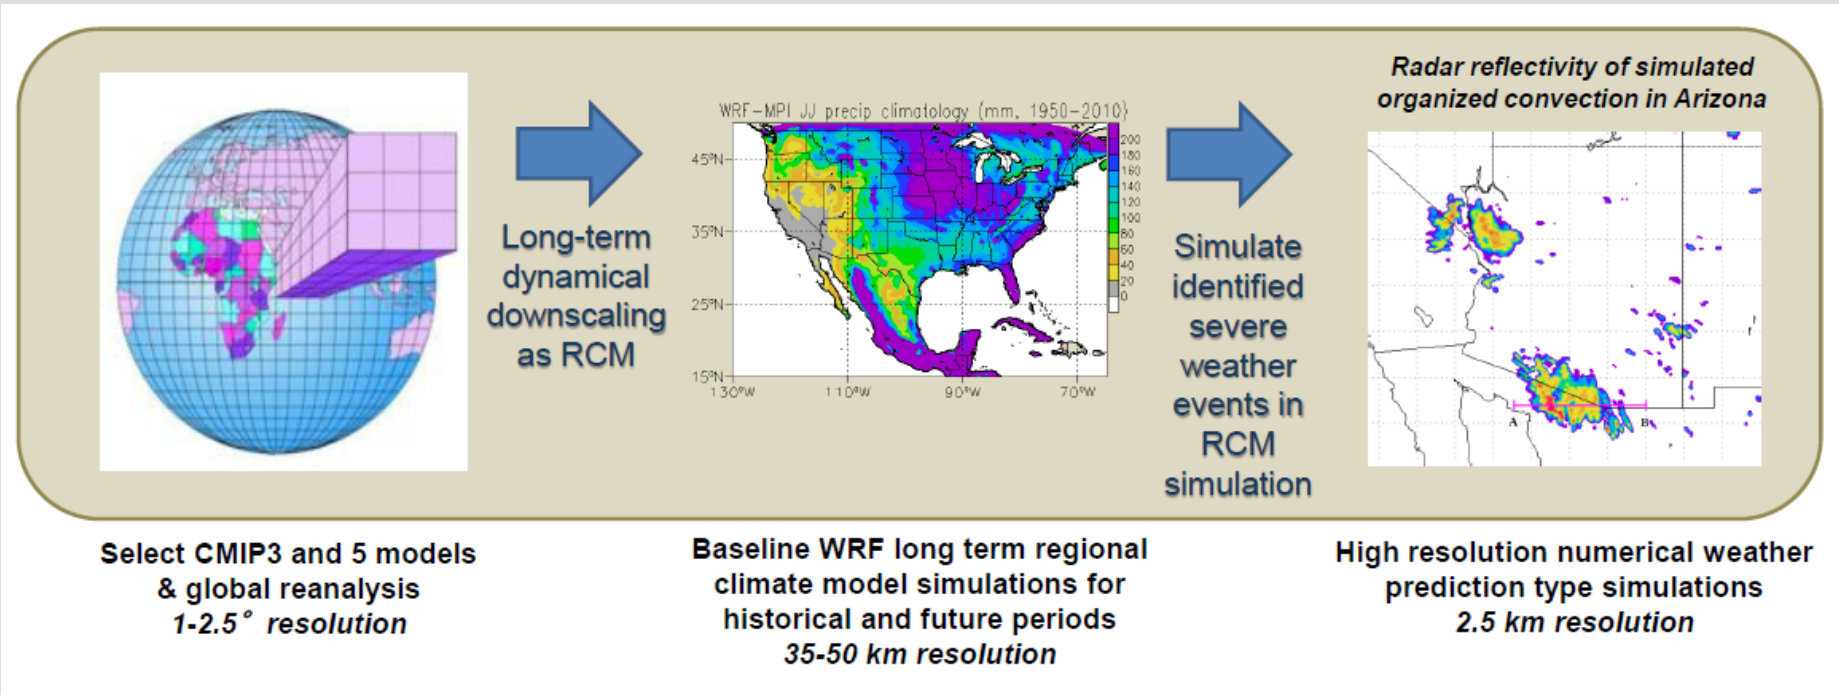 Radar reflectivity of simulated
organized convection in Arizona
WRF-MPI JJ precip climatology (mm, 1950-2010)
45°N
35°N
25°N
15°N
130°W
110°W
90°W
70°W
200
180
160
140
120
100
80
60
40
20
0
Long-term
dynamical
downscaling
as RCM
Simulate
identified
severe
weather
events in
RCM
simulation
A
B
Select CMIP3 and 5 models
& global reanalysis
1-2.5° resolution
Baseline WRF long term regional
climate model simulations for
historical and future periods
35-50 km resolution
High resolution numerical weather
prediction type simulations
2.5 km resolution